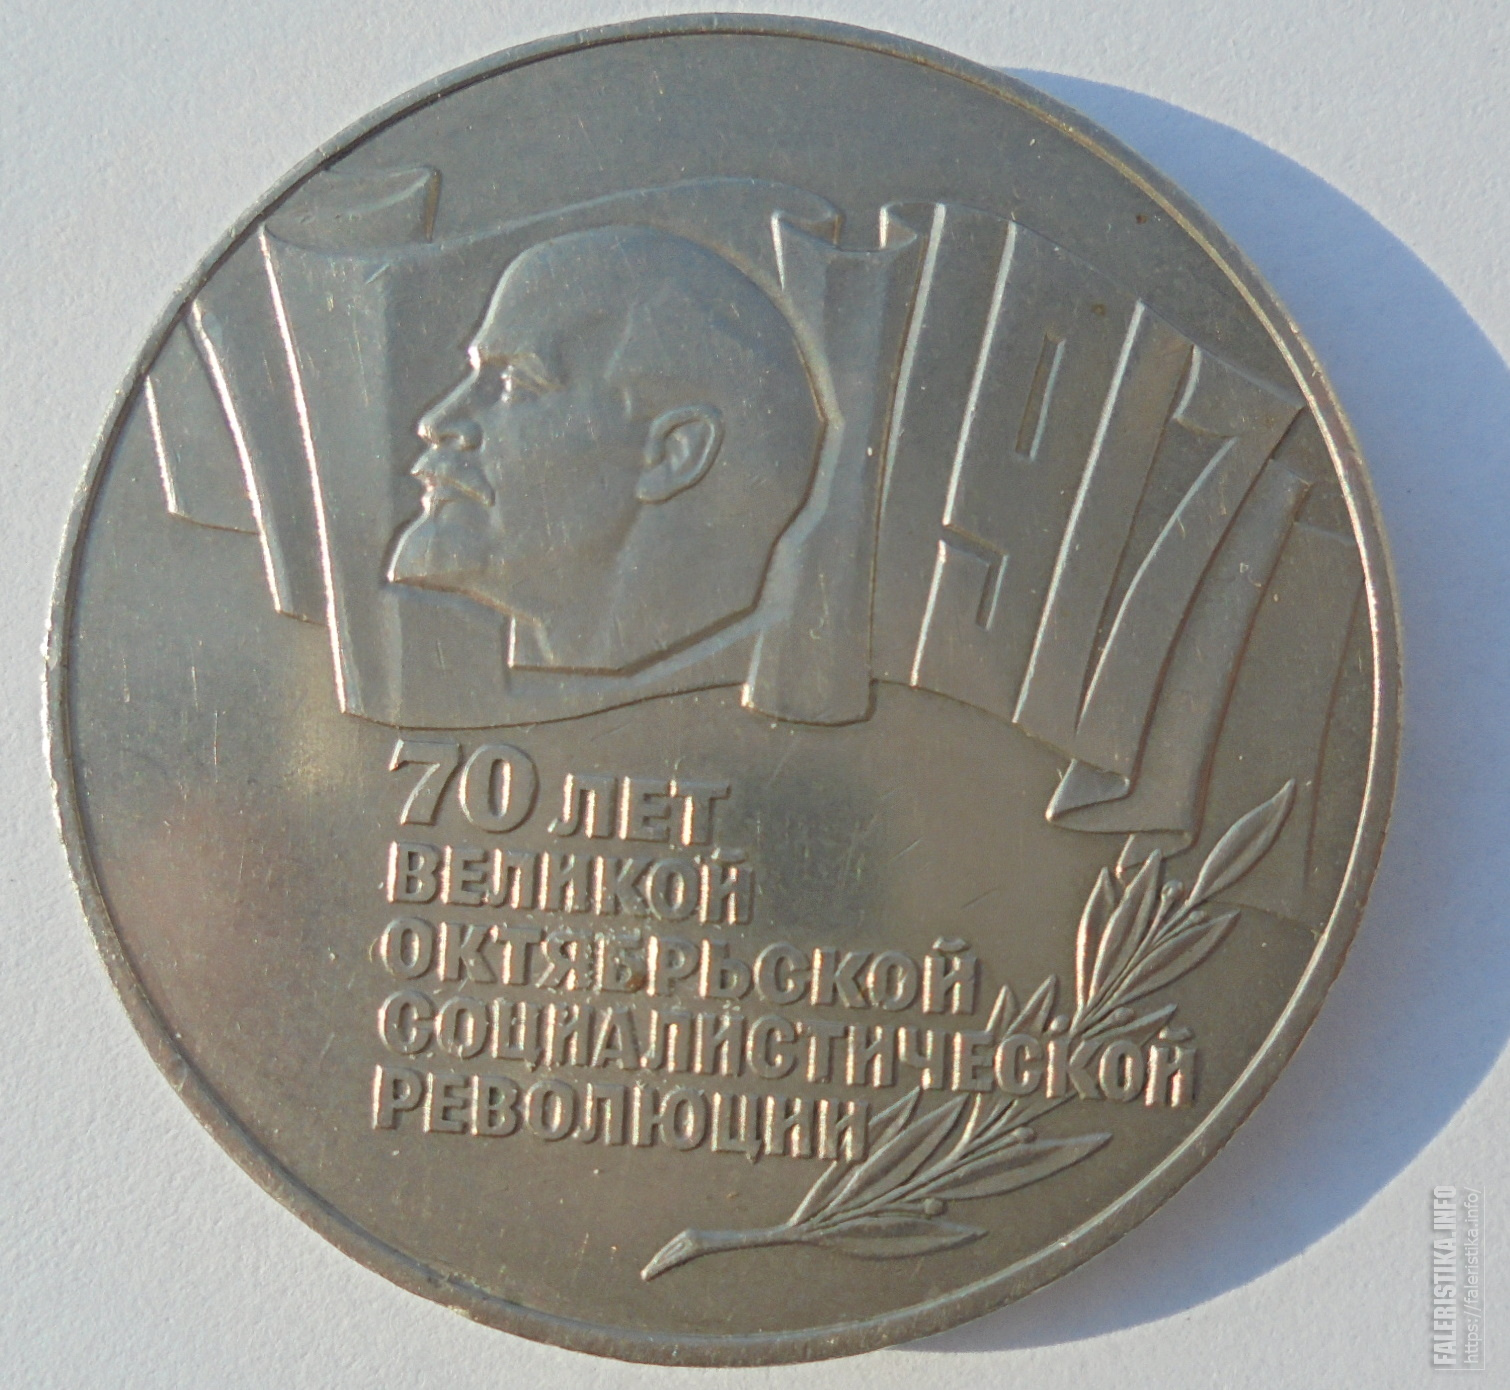 1917
70 ЛЕТ
ВЕЛИКОЙ
ОКТЯБРЬСКОЙ
СОЦИАЛИСТИЧЕСКОЙ
РЕВОЛЮЦИИ
FALERISTIKA.INFO
https://faleristika.info/